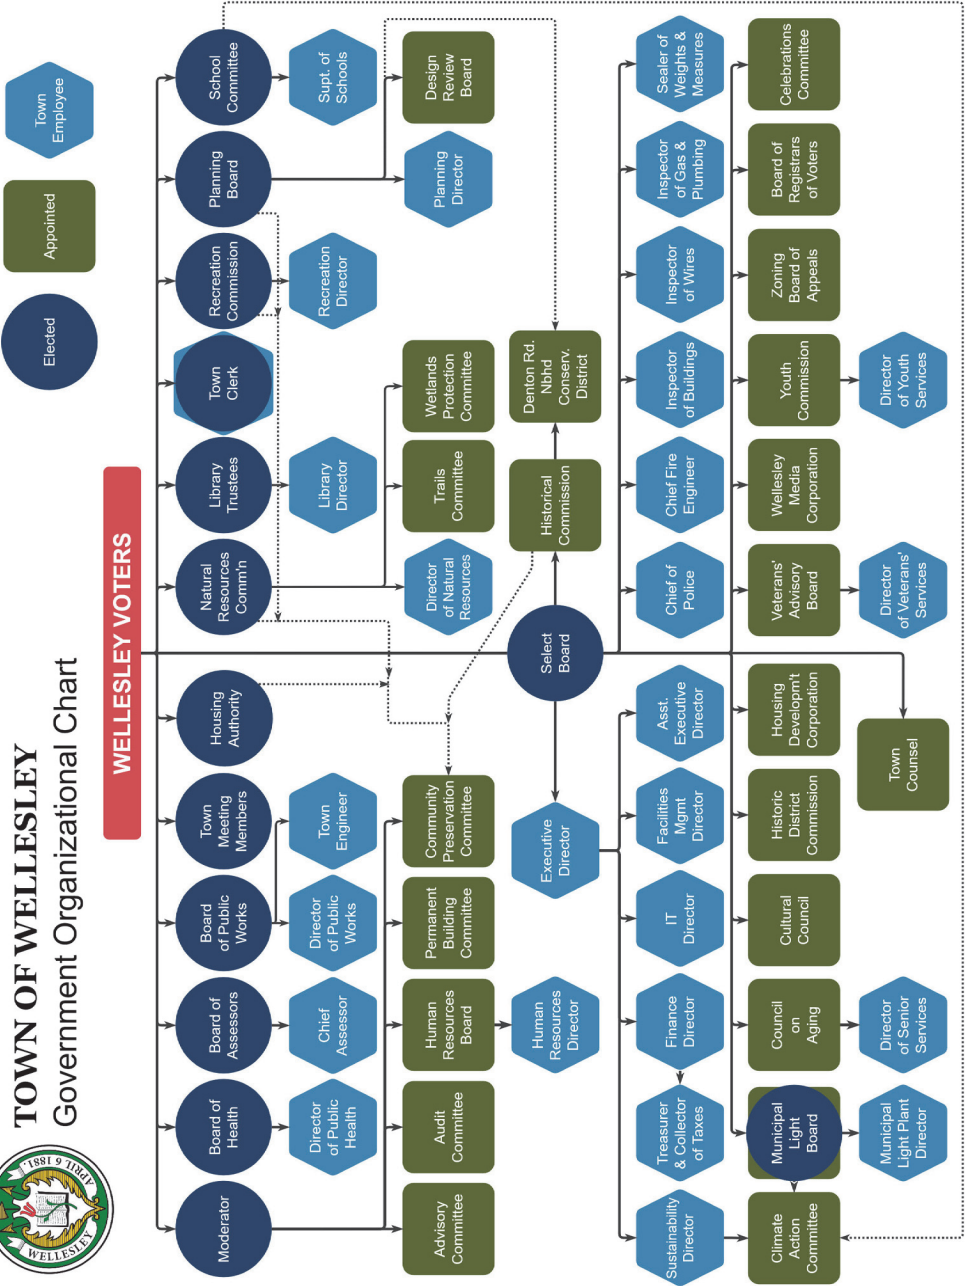 TOWN OF WELLESLEY
Government Organizational Chart
APRIL 6 1881.
WELLESLEY
Elected
Appointed
Town
Employee
WELLESLEY VOTERS
Moderator
Board of
Health
Board of
Assessors
Board
of Public
Works
Town
Meeting
Members
Housing
Authority
Natural
Resources
Comm'n
Library
Trustees
Town
Clerk
Recreation
Commission
Planning
Board
School
Committee
Director
of Public
Health
Chief
Assessor
Director
of Public
Works
Town
Engineer
Library
Director
Recreation
Director
Supt. of
Schools
Advisory
Committee
Audit
Committee
Human
Resources
Board
Permanent
Building
Committee
Community
Preservation
Committee
Director
of Natural
Resources
Trails
Committee
Wetlands
Protection
Committee
Planning
Director
Design
Review
Board
Human
Resources
Director
Executive
Director
Select
Board
Historical
Commission
Denton Rd.
Nbhd
Conserv.
District
Sustainability
Director
Treasurer
& Collector
of Taxes
Finance
Director
IT
Director
Facilities
Mgmt
Director
Asst.
Executive
Director
Chief of
Police
Chief Fire
Engineer
Inspector
of Buildings
Inspector
of Wires
Inspector
of Gas &
Plumbing
Sealer of
Weights &
Measures
Climate
Action
Committee
Municipal
Light
Board
Council
on
Aging
Cultural
Council
Historic
District
Commission
Housing
Developm't
Corporation
Veterans'
Advisory
Board
Wellesley
Media
Corporation
Youth
Commission
Zoning
Board of
Appeals
Board of
Registrars
of Voters
Celebrations
Committee
Municipal
Light Plant
Director
Director
of Senior
Services
Town
Counsel
Director
of Veterans'
Services
Director
of Youth
Services